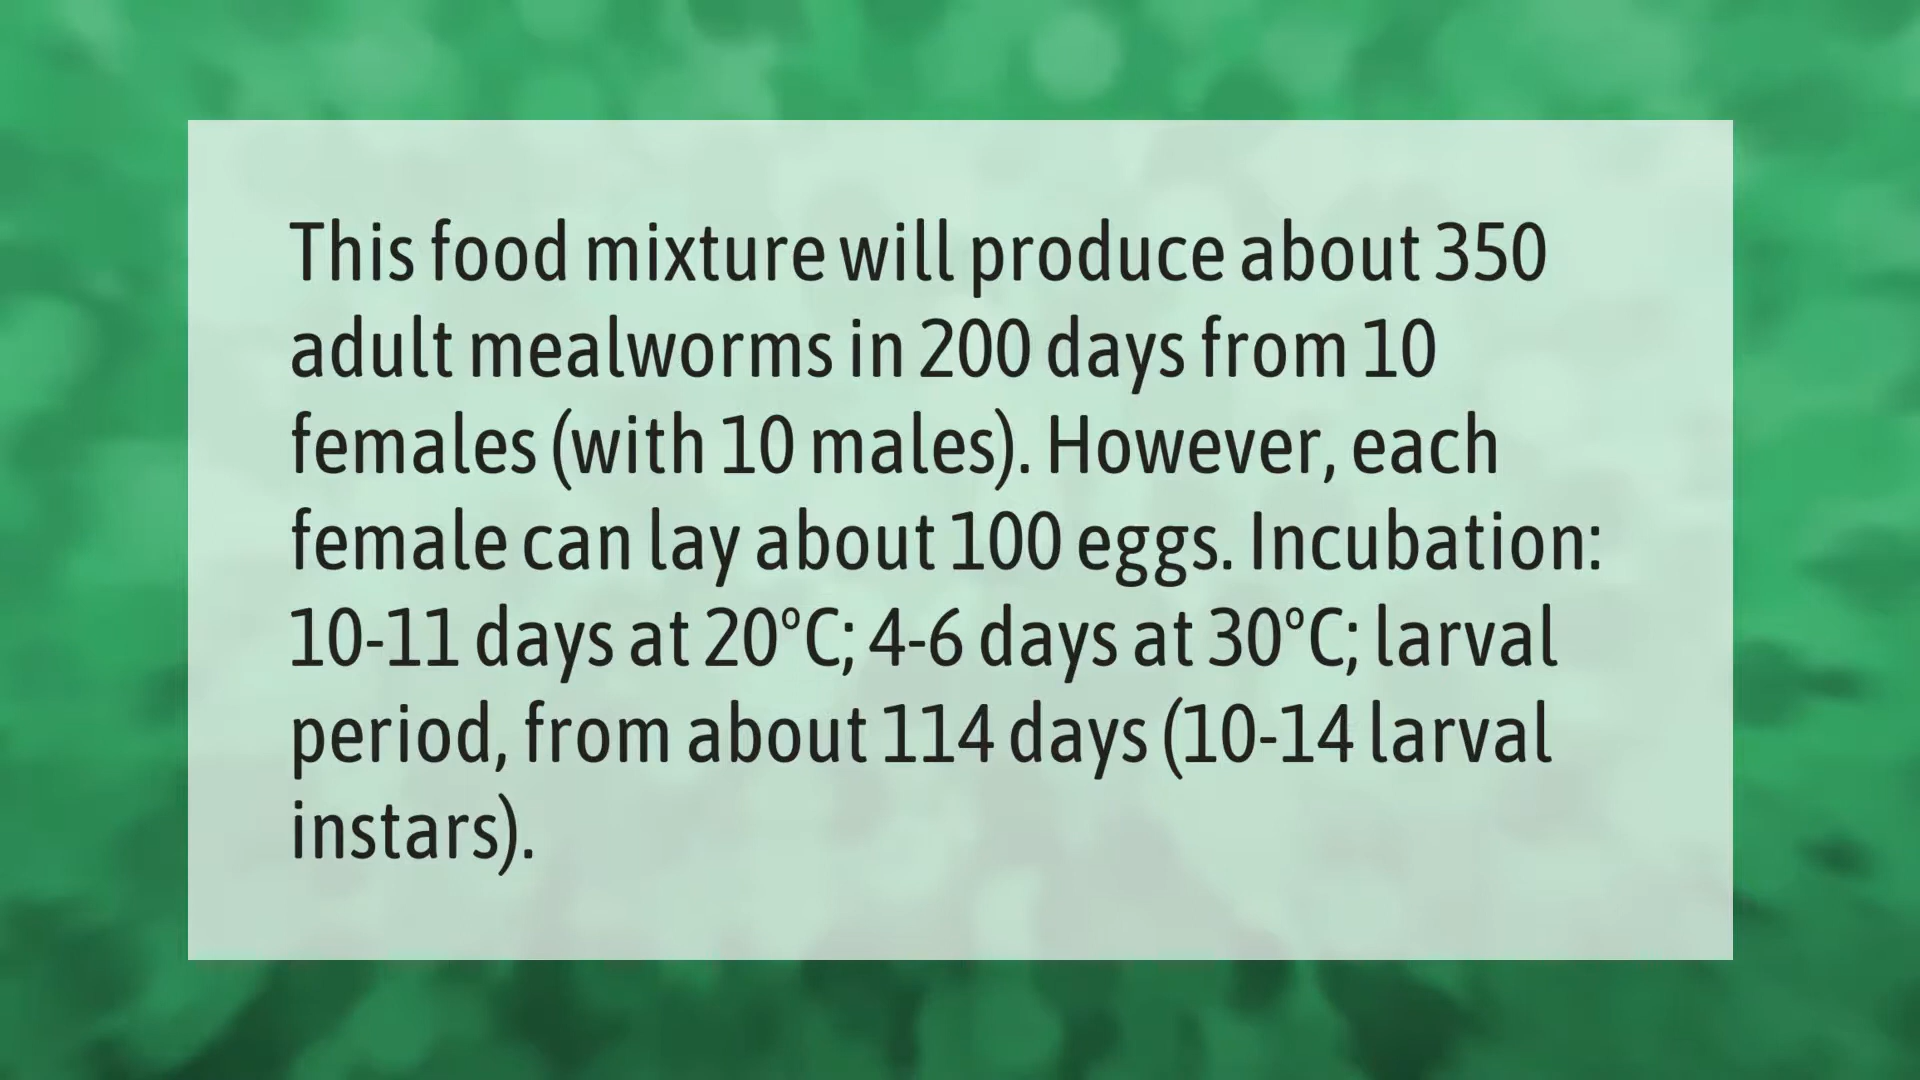 This food mixture will produce about 350
adult mealworms in 200 days from 10
females (with 10 males). However, each
female can lay about 100 eggs. Incubation:
10-11 days at 20ºC; 4-6 days at 30ºC; larval
period, from about 114 days (10-14 larval
instars).